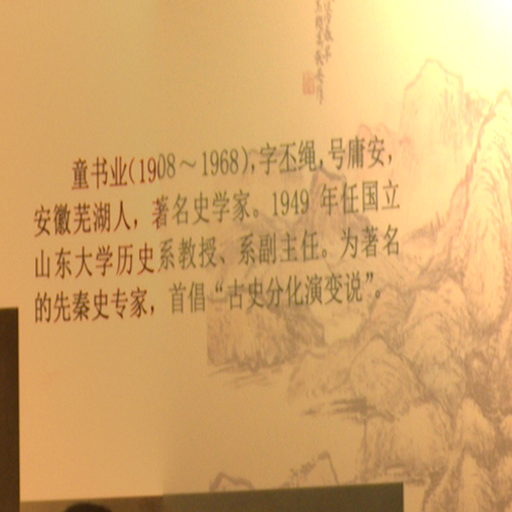 童书业(1908～1968),字丕绳,号庸安,
安徽芜湖人，著名史学家。1949 年任国立
山东大学历史系教授、系副主任。为著名
的先秦史专家，首倡“古史分化演变说”。